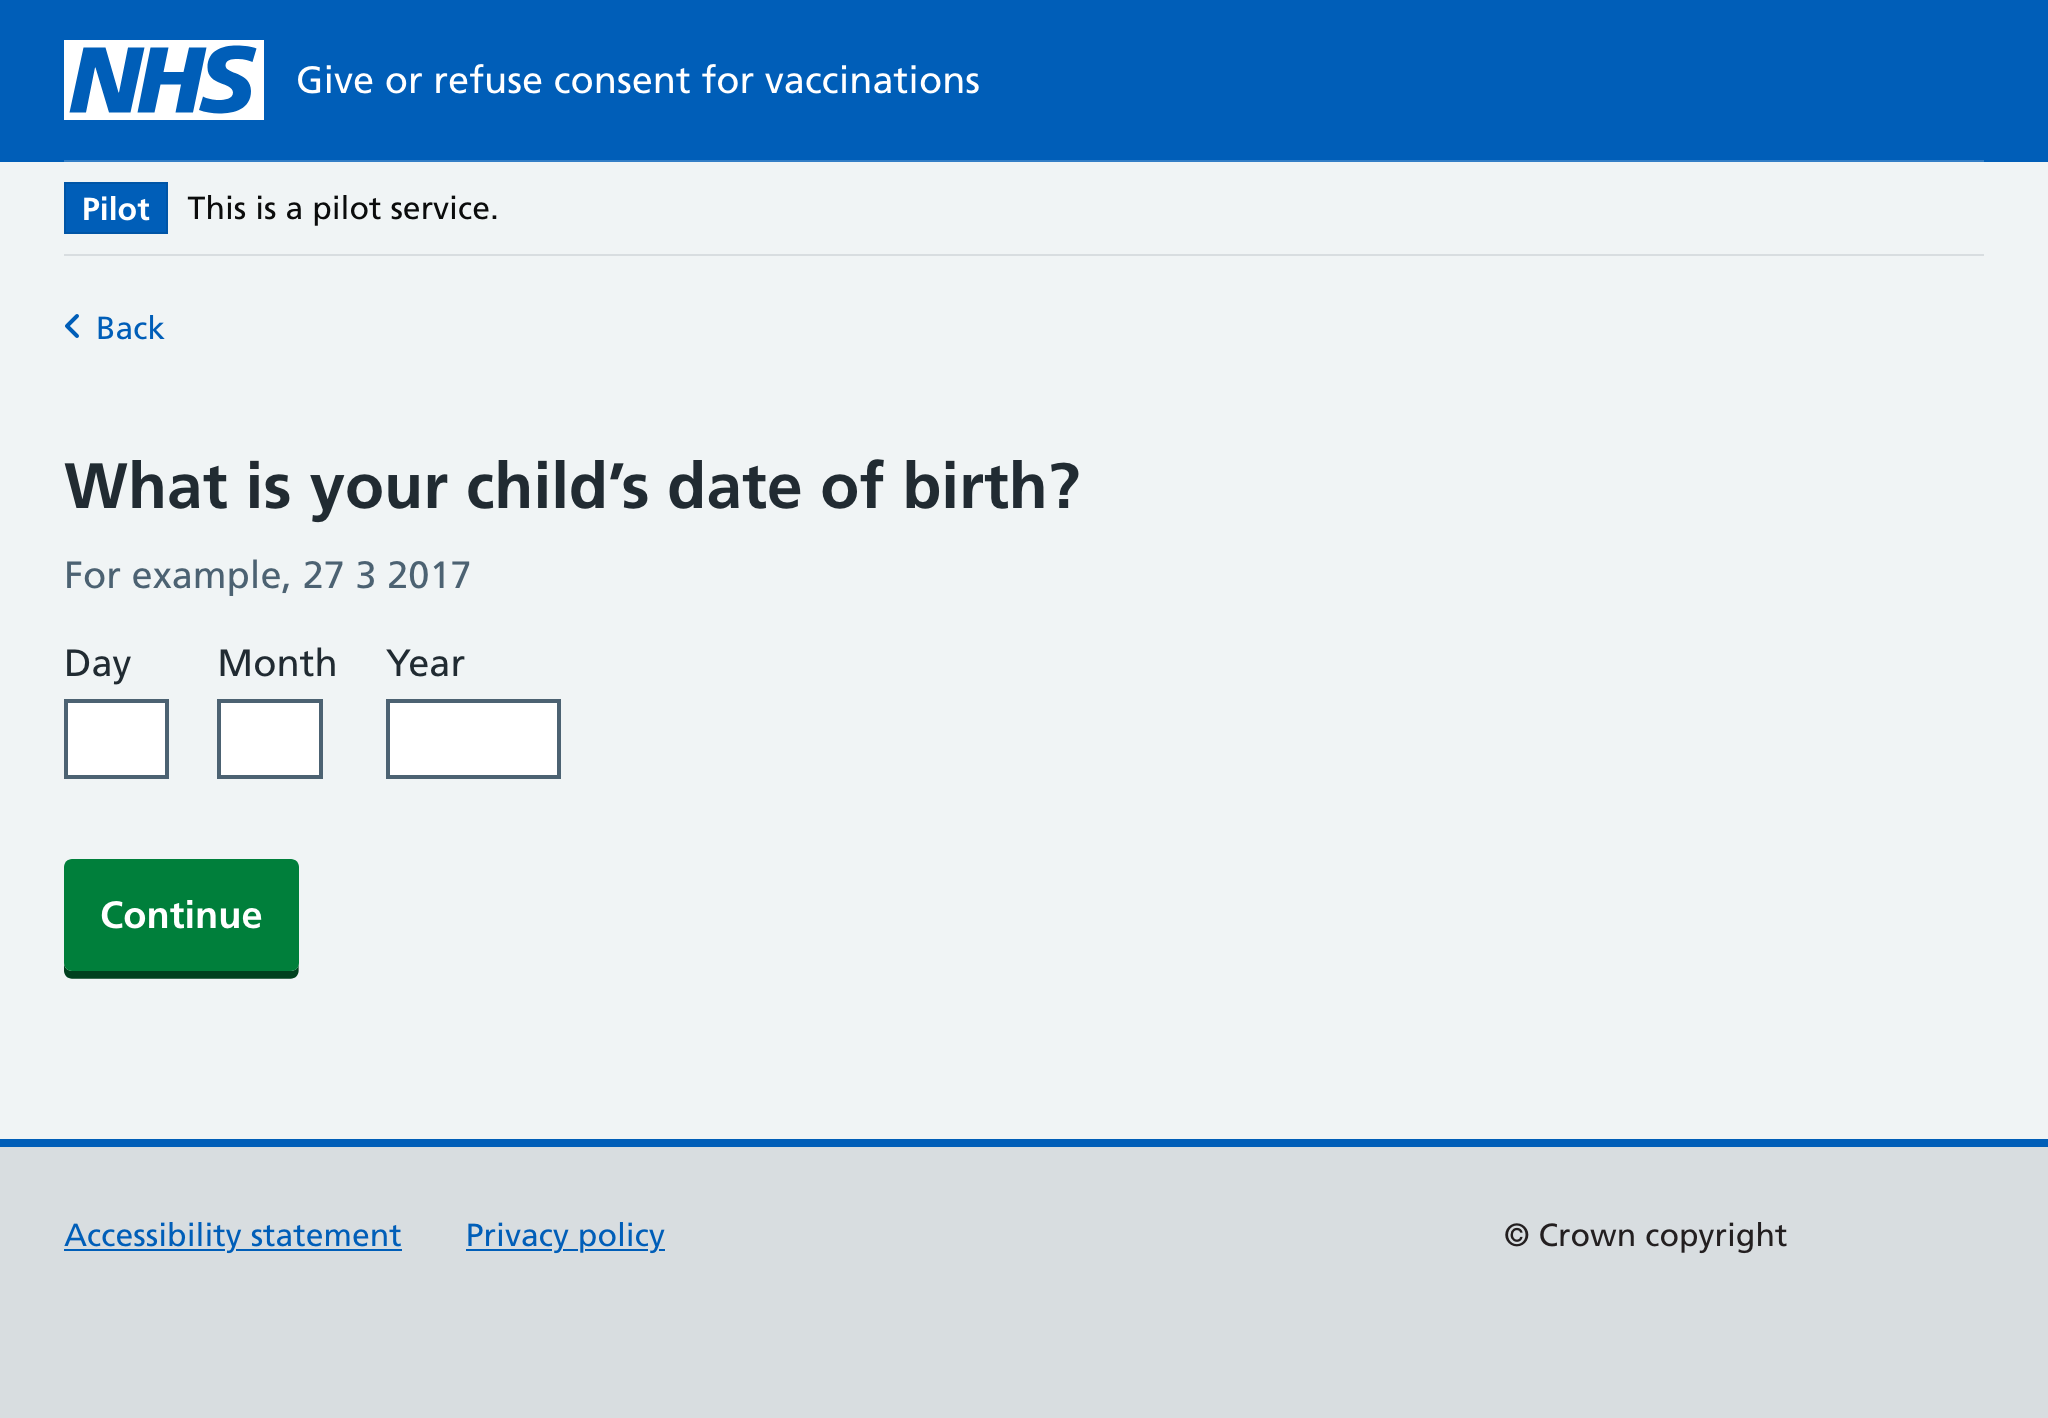 NHS Give or refuse consent for vaccinations
Pilot This is a pilot service.
Back
What is your child’s date of birth?
For example, 27 3 2017
Day Month Year
Continue
Accessibility statement Privacy policy © Crown copyright